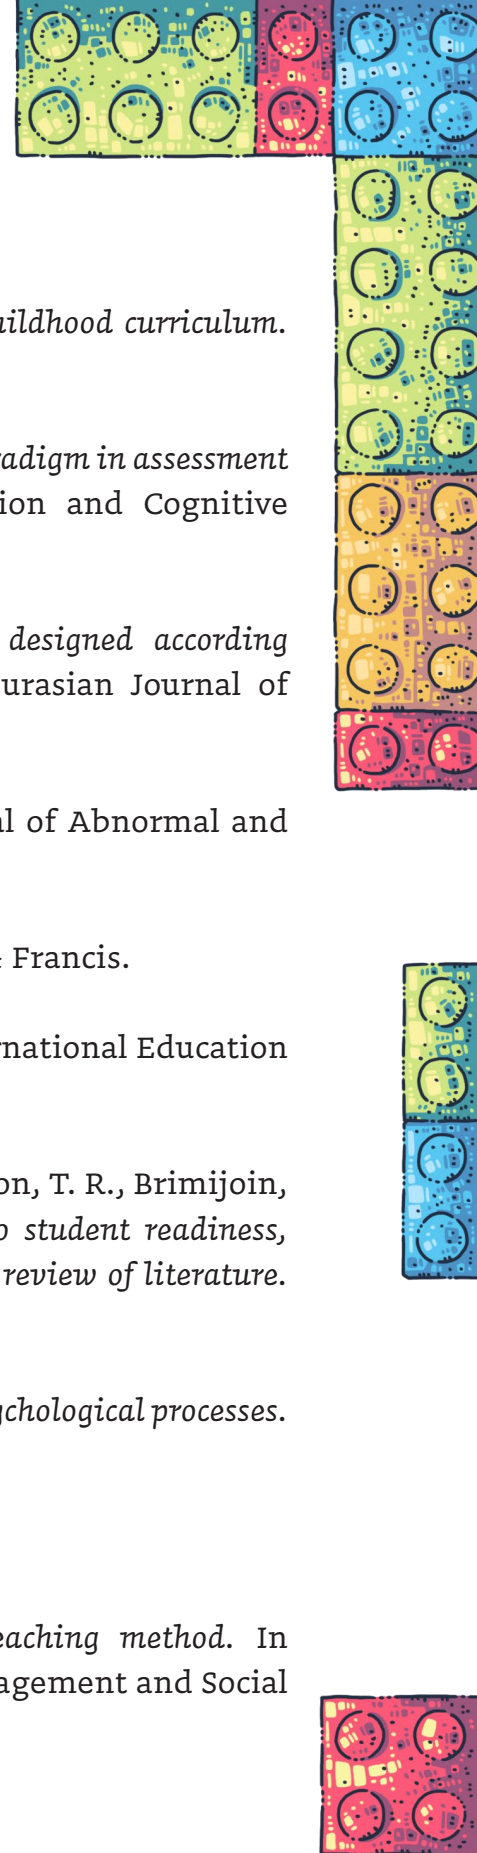 ildhood curriculum.
adigm in assessment
ion and Cognitive
designed according
urasian Journal of
al of Abnormal and
Francis.
rnational Education
on, T. R., Brimijoin,
o student readiness,
review of literature.
chological processes.
eaching method. In
agement and Social